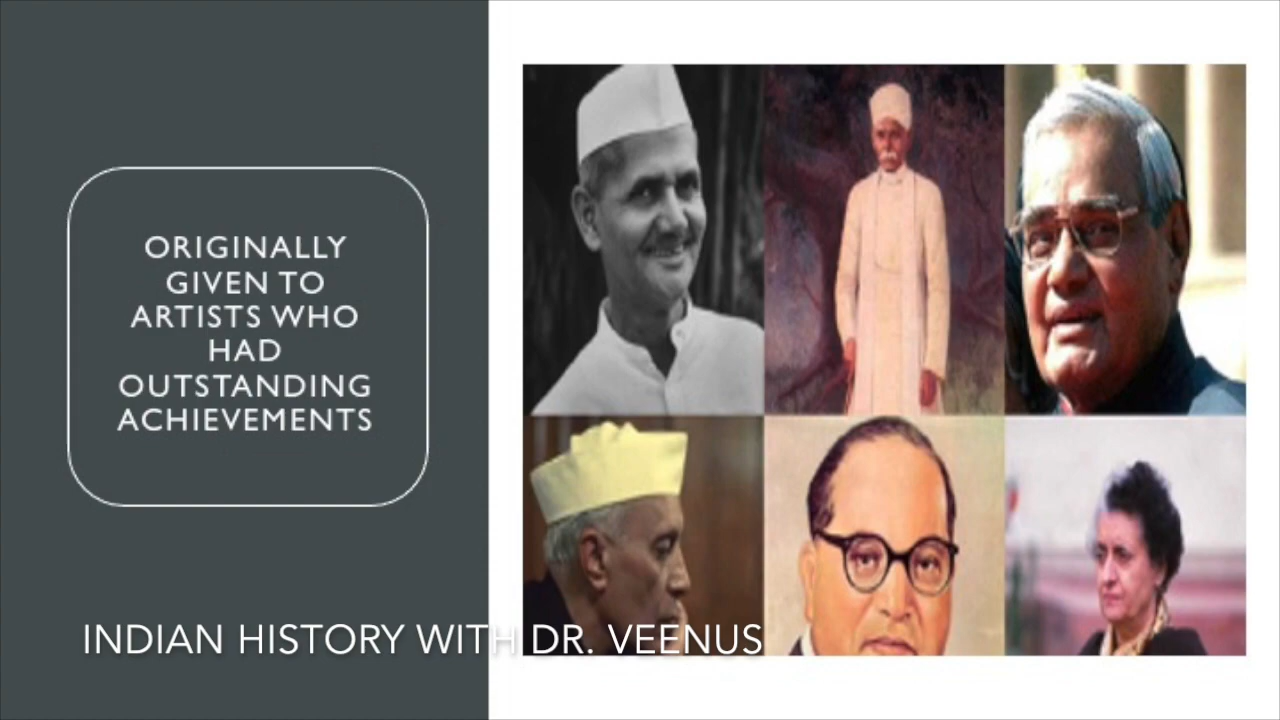 ORIGINALLY
GIVEN TO
ARTISTS WHO
HAD
OUTSTANDING
ACHIEVEMENTS
INDIAN HISTORY WITH DR. VEENUS